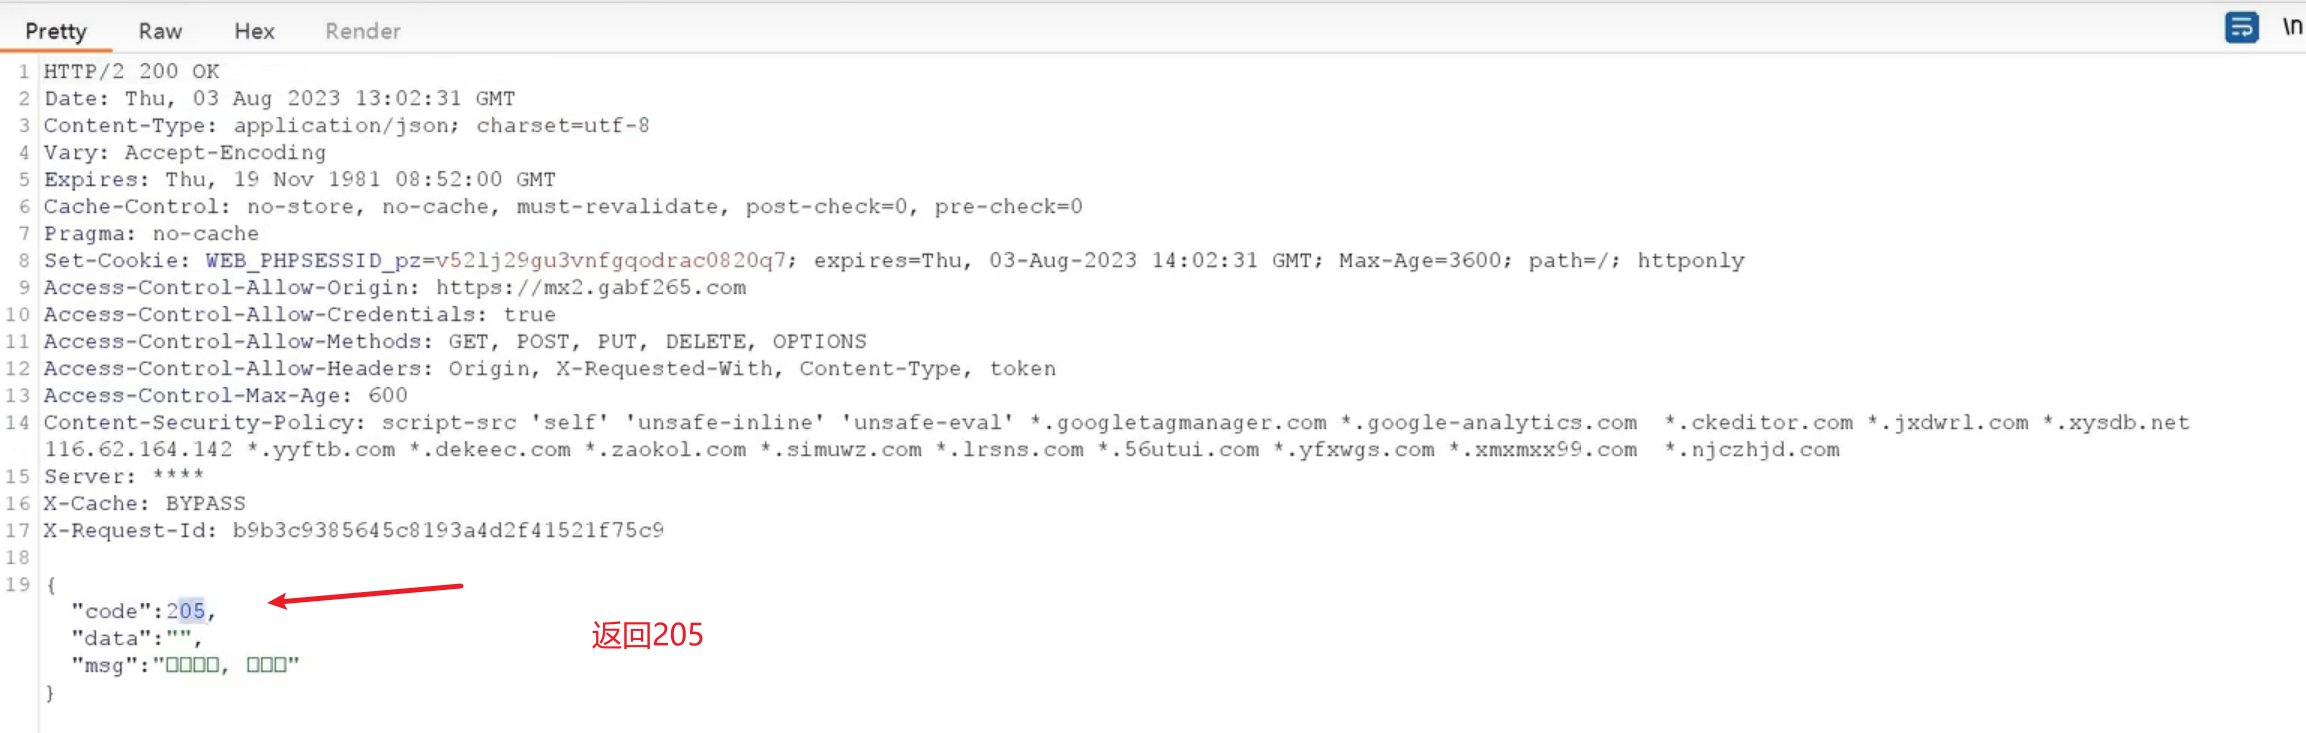 Pretty Raw Hex Render \n
1 HTTP/2 200 OK
2 Date: Thu, 03 Aug 2023 13:02:31 GMT
3 Content-Type: application/json; charset=utf-8
4 Vary: Accept-Encoding
5 Expires: Thu, 19 Nov 1981 08:52:00 GMT
6 Cache-Control: no-store, no-cache, must-revalidate, post-check=0, pre-check=0
7 Pragma: no-cache
8 Set-Cookie: WEB_PHPSESSID_pz=v52lj29gu3vnfgqodrac0820q7; expires=Thu, 03-Aug-2023 14:02:31 GMT; Max-Age=3600; path=/; httponly
9 Access-Control-Allow-Origin: https://mx2.gabf265.com
10 Access-Control-Allow-Credentials: true
11 Access-Control-Allow-Methods: GET, POST, PUT, DELETE, OPTIONS
12 Access-Control-Allow-Headers: Origin, X-Requested-With, Content-Type, token
13 Access-Control-Max-Age: 600
14 Content-Security-Policy: script-src 'self' 'unsafe-inline' 'unsafe-eval' *.googletagmanager.com *.google-analytics.com *.ckeditor.com *.jxdwrl.com *.xysdb.net
116.62.164.142 *.yyftb.com *.dekeec.com *.zaokol.com *.simuwz.com *.lrsns.com *.56utui.com *.yfxwgs.com *.xmxmxx99.com *.njczhjd.com
15 Server: ****
16 X-Cache: BYPASS
17 X-Request-Id: b9b3c9385645c8193a4d2f41521f75c9
18
19 {
"code":205,
"data":"",
返回205
"msg":"□□□□, □□□"
}